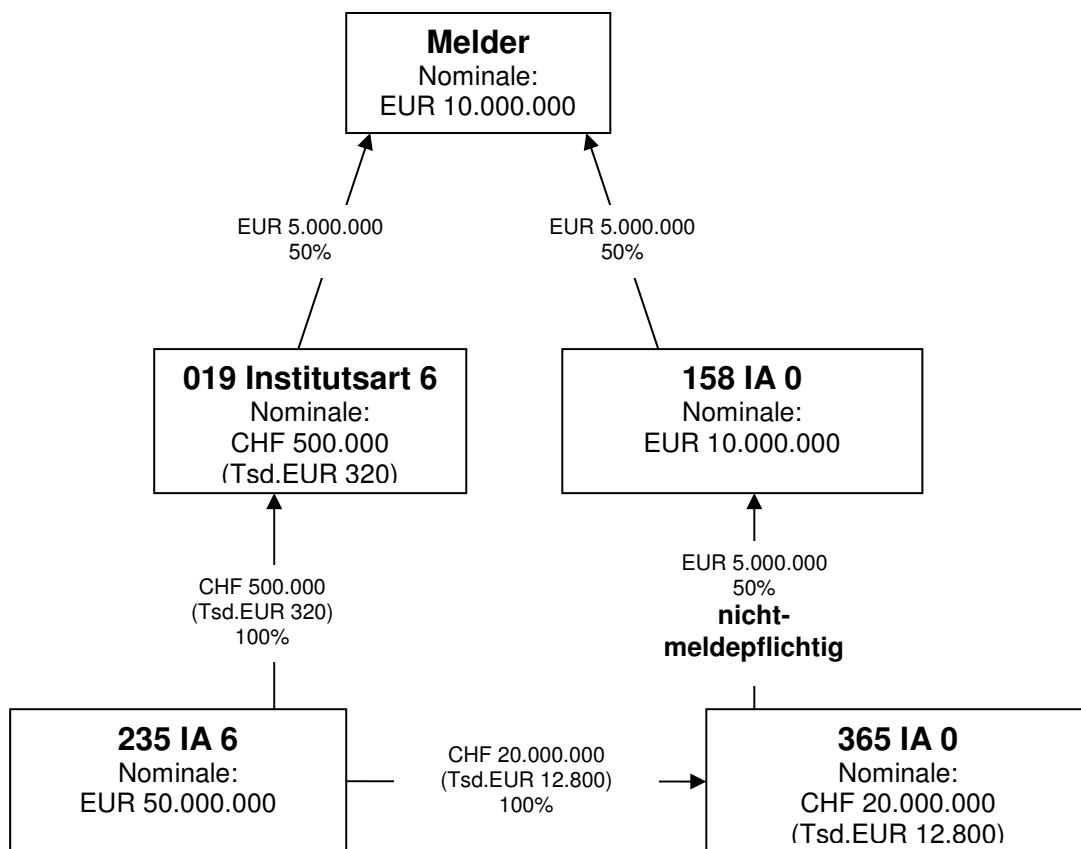 Melder
Nominale:
EUR 10.000.000
EUR 5.000.000
50%
EUR 5.000.000
50%
019 Institutsart 6
Nominale:
CHF 500.000
(Tsd.EUR 320)
158 IA 0
Nominale:
EUR 10.000.000
CHF 500.000
(Tsd.EUR 320)
100%
EUR 5.000.000
50%
nicht-
meldepflichtig
235 IA 6
Nominale:
EUR 50.000.000
CHF 20.000.000
(Tsd.EUR 12.800)
100%
365 IA 0
Nominale:
CHF 20.000.000
(Tsd.EUR 12.800)